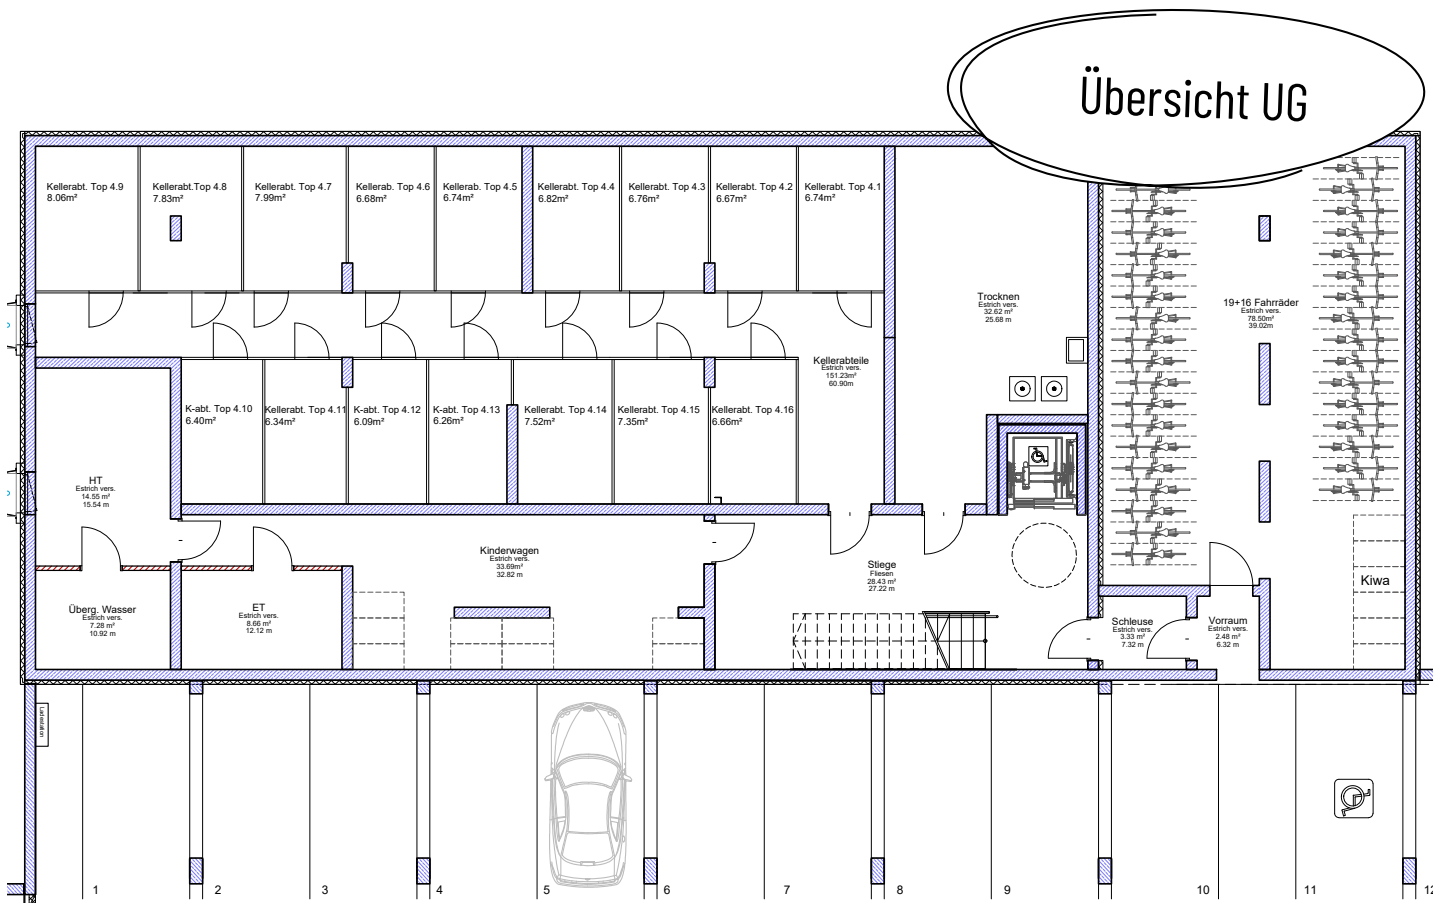 Übersicht UG
Kellerabt. Top 4.9
8.06m²
Kellerabt.Top 4.8
7.83m²
Kellerabt. Top 4.7
7.99m²
Kellerab. Top 4.6
6.68m²
Kellerab. Top 4.5
6.74m²
Kellerabt. Top 4.4
6.82m²
Kellerabt. Top 4.3
6.76m²
Kellerabt. Top 4.2
6.67m²
Kellerabt. Top 4.1
6.74m²
Trocknen
Estrich vers.
32.62 m²
25.68 m
19+16 Fahrräder
Estrich vers.
78.50m²
39.02m
Kellerabteile
Estrich vers.
151.23m²
60.90m
K-abt. Top 4.10
6.40m²
Kellerabt. Top 4.11
6.34m²
K-abt. Top 4.12
6.09m²
K-abt. Top 4.13
6.26m²
Kellerabt. Top 4.14
7.52m²
Kellerabt. Top 4.15
7.35m²
Kellerabt. Top 4.16
6.66m²
HT
Estrich vers.
14.55 m²
15.54 m
Kinderwagen
Estrich vers.
33.69m²
32.82 m
Stiege
Fliesen
28.43 m²
27.22 m
Kiwa
Überg. Wasser
Estrich vers.
7.28 m²
10.92 m
ET
Estrich vers.
8.66 m²
12.12 m
Schleuse
Estrich vers.
3.33 m²
7.32 m
Vorraum
Estrich vers.
2.48 m²
6.32 m
Ladestation
1
2
3
4
5
6
7
8
9
10
11
12